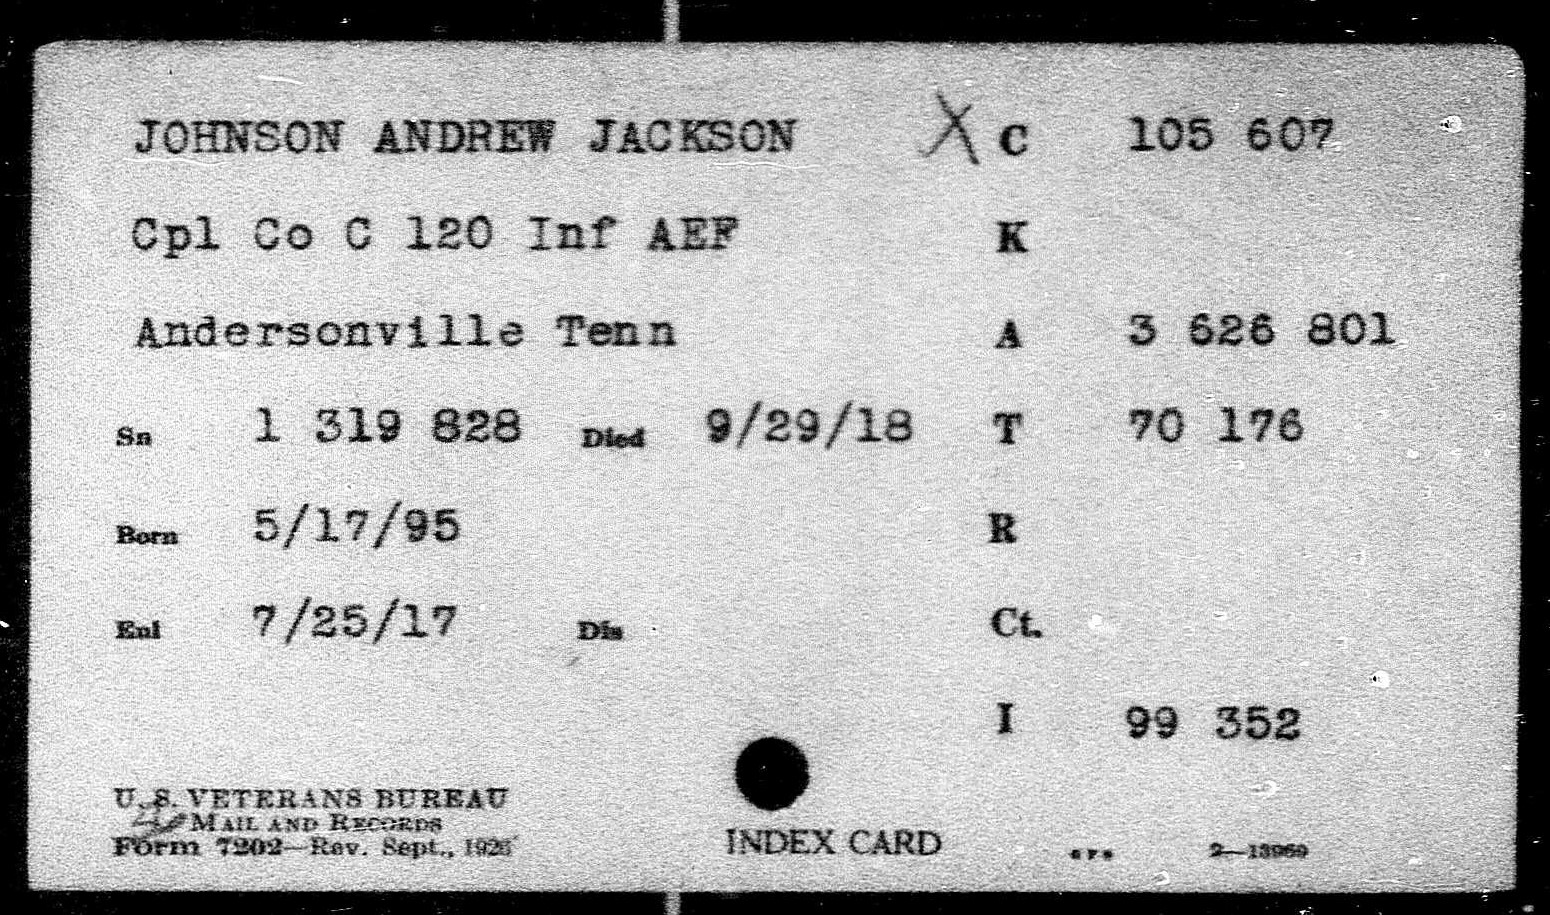 JOHNSON ANDREW JACKSON X C 105 607
Cpl Co C 120 Inf AEF K
Andersonville Tenn A 3 626 801
Sn 1 319 828 Died 9/29/18 T 70 176
Born 5/17/95 R
Enl 7/25/17 Dis Ct.
I 99 352
U.S. VETERANS BUREAU
MAIL AND RECORDS
Form 7202—Rev. Sept., 1926
INDEX CARD
GPO 2—13960